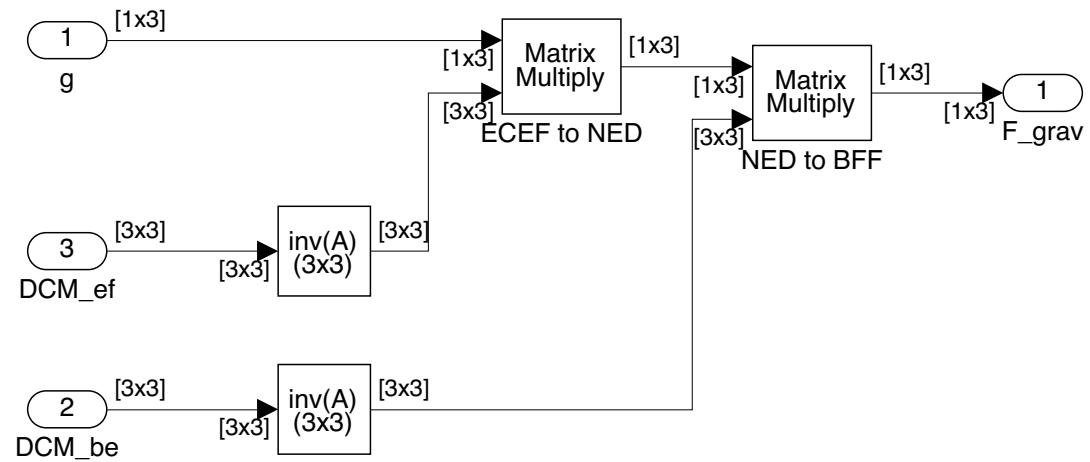 [1x3]
1
g
[1x3]
[3x3]
Matrix
Multiply
ECEF to NED
[1x3]
[1x3]
[3x3]
Matrix
Multiply
NED to BFF
[1x3]
[1x3]
1
F_grav
[3x3]
3
DCM_ef
[3x3]
inv(A)
(3x3)
[3x3]
[3x3]
2
DCM_be
[3x3]
inv(A)
(3x3)
[3x3]